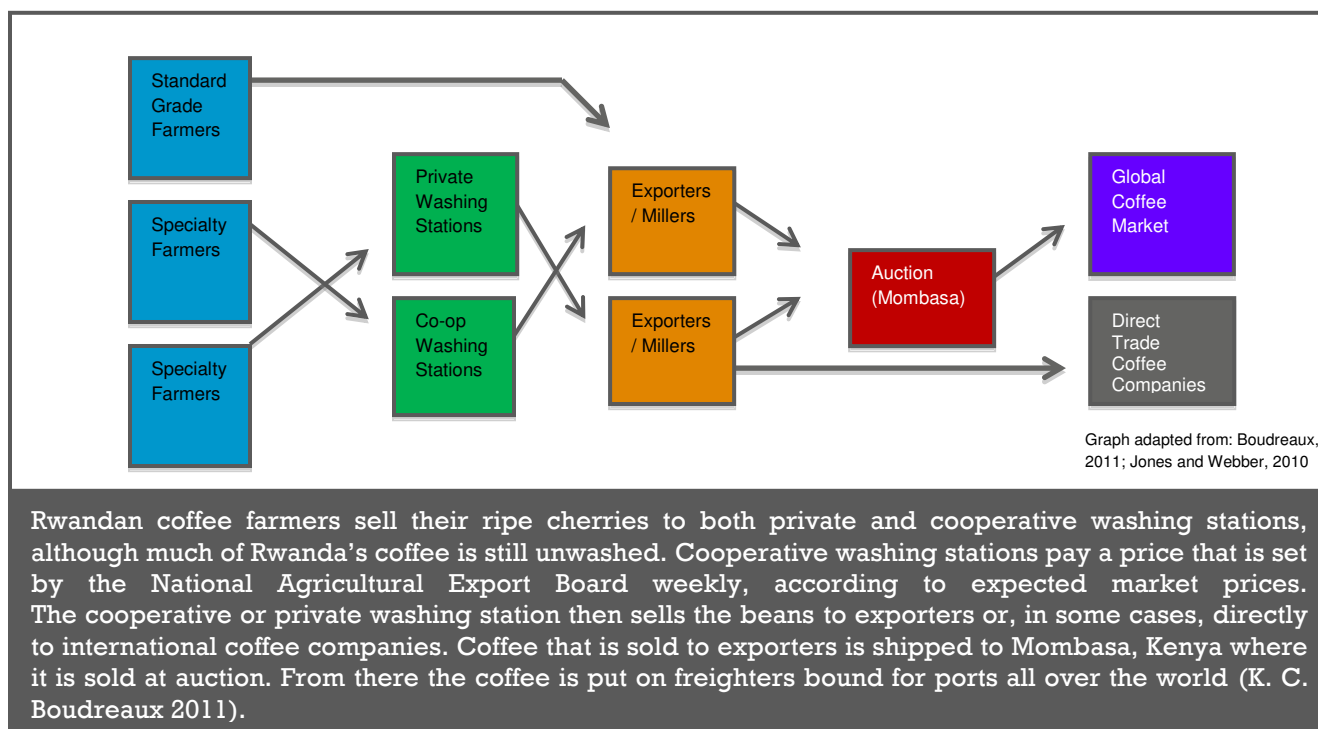 Standard
Grade
Farmers
Specialty
Farmers
Specialty
Farmers
Private
Washing
Stations
Co-op
Washing
Stations
Exporters
/ Millers
Exporters
/ Millers
Auction
(Mombasa)
Global
Coffee
Market
Direct
Trade
Coffee
Companies
Graph adapted from: Boudreaux,
2011; Jones and Webber, 2010
Rwandan coffee farmers sell their ripe cherries to both private and cooperative washing stations,
although much of Rwanda's coffee is still unwashed. Cooperative washing stations pay a price that is set
by the National Agricultural Export Board weekly, according to expected market prices.
The cooperative or private washing station then sells the beans to exporters or, in some cases, directly
to international coffee companies. Coffee that is sold to exporters is shipped to Mombasa, Kenya where
it is sold at auction. From there the coffee is put on freighters bound for ports all over the world (K. C.
Boudreaux 2011).